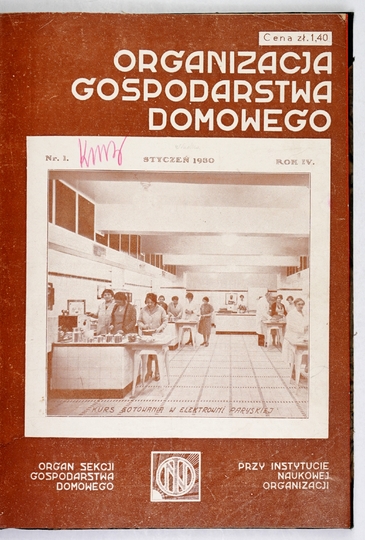 Cena zł. 1,40
ORGANIZACJA
GOSPODARSTWA
DOMOWEGO
Nr. 1. STYCZEŃ 1930 ROK IV.
"KURS GOTOWANIA W ELEKTROWNI PARYSKIEJ"
ORGAN SEKCJI
GOSPODARSTWA
DOMOWEGO
PRZY INSTYTUCIE
NAUKOWEJ
ORGANIZACJI